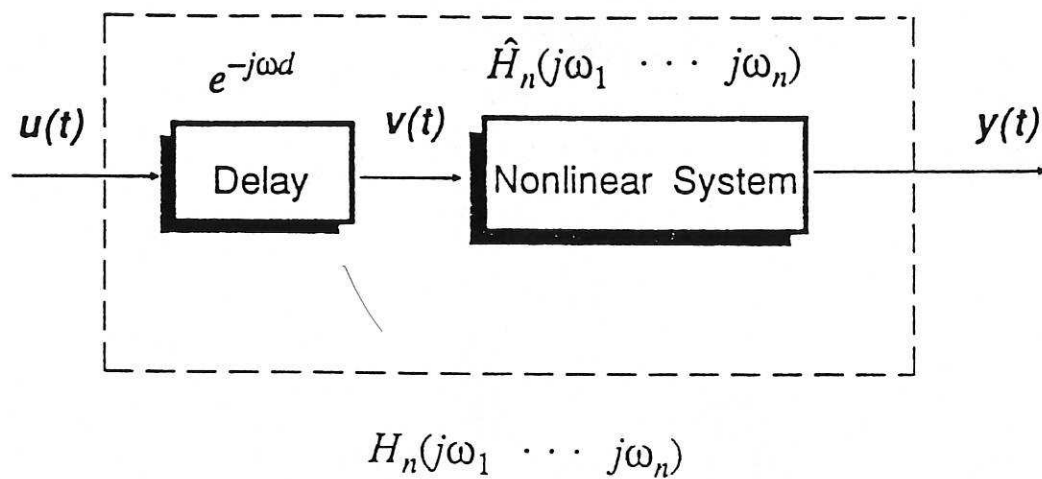 e^{-jωd}
Ĥ_n(jω_1 · · · jω_n)
u(t)
v(t)
y(t)
Delay
Nonlinear System
H_n(jω_1 · · · jω_n)